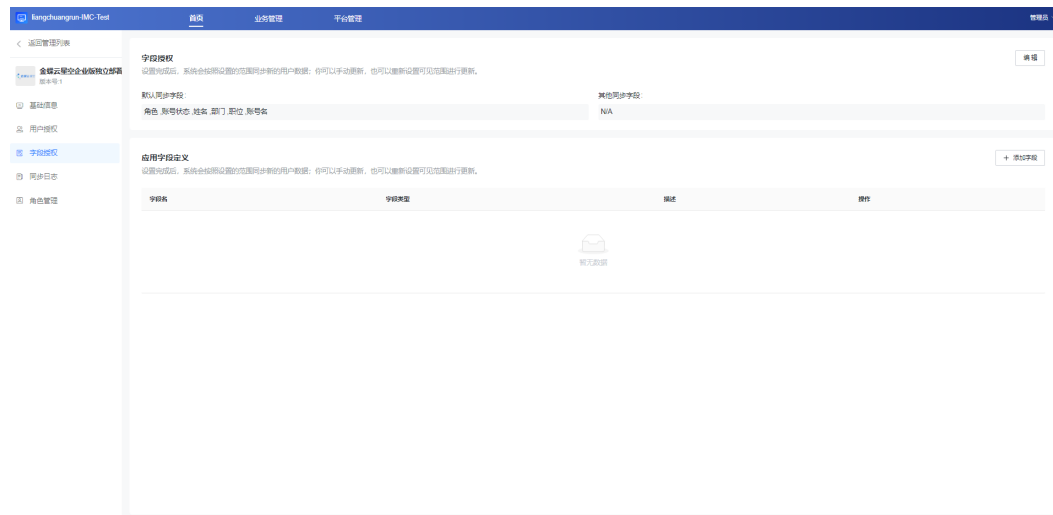 liangchuangrun-IMC-Test 首页 业务管理 平台管理 管理员
返回管理列表
金蝶云星空企业版独立部署
版本号:1
基础信息
用户授权
字段授权
同步日志
角色管理
字段授权
编辑
设置完成后，系统会按照设置的范围同步新的用户数据；你可以手动更新，也可以重新设置可见范围进行更新。
默认同步字段: 其他同步字段:
角色 ,账号状态 ,姓名 ,部门 ,职位 ,账号名 N/A
应用字段定义
+ 添加字段
设置完成后，系统会按照设置的范围同步新的用户数据；你可以手动更新，也可以重新设置可见范围进行更新。
字段名 字段类型 描述 操作
暂无数据